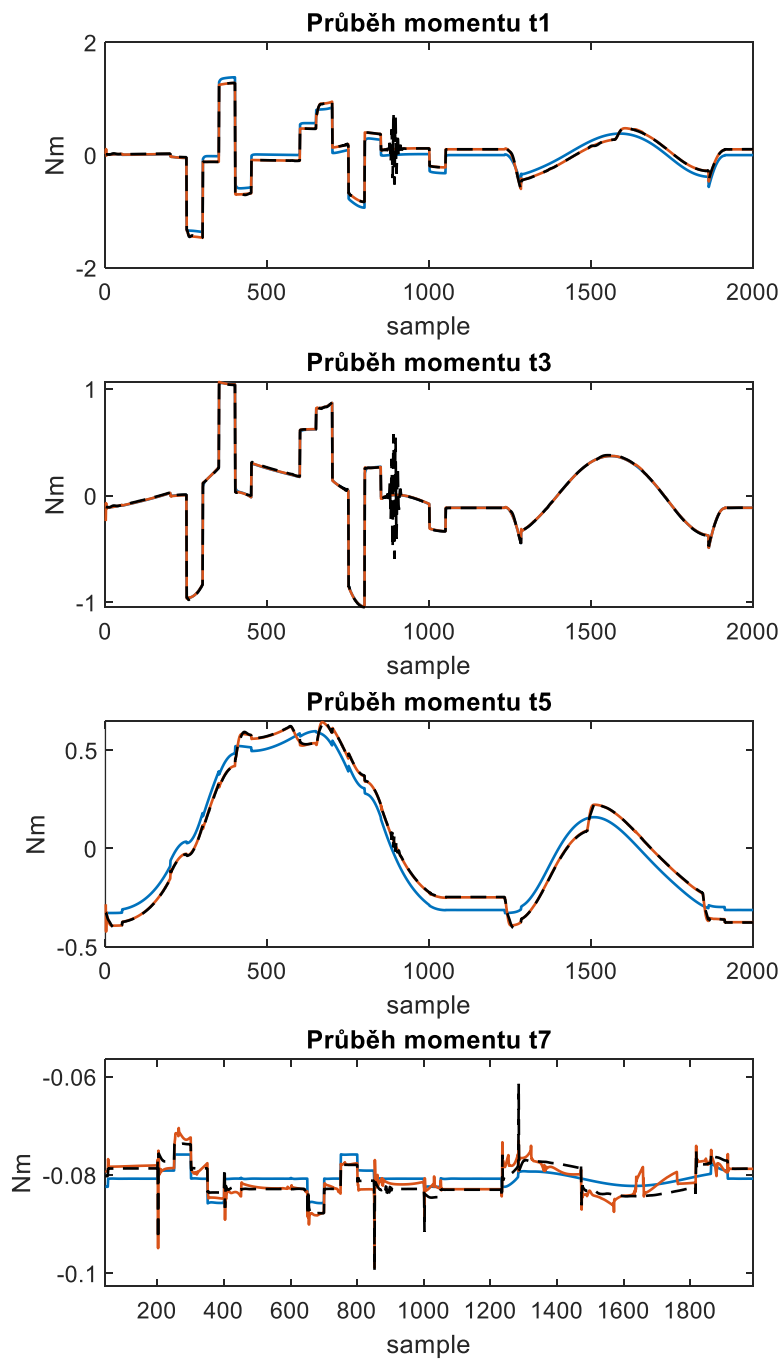 Průběh momentu t1
2
0
-2
Nm
0 500 1000 1500 2000
sample
Průběh momentu t3
1
0
-1
Nm
0 500 1000 1500 2000
sample
Průběh momentu t5
0.5
0
-0.5
Nm
0 500 1000 1500 2000
sample
Průběh momentu t7
-0.06
-0.08
-0.1
Nm
200 400 600 800 1000 1200 1400 1600 1800
sample